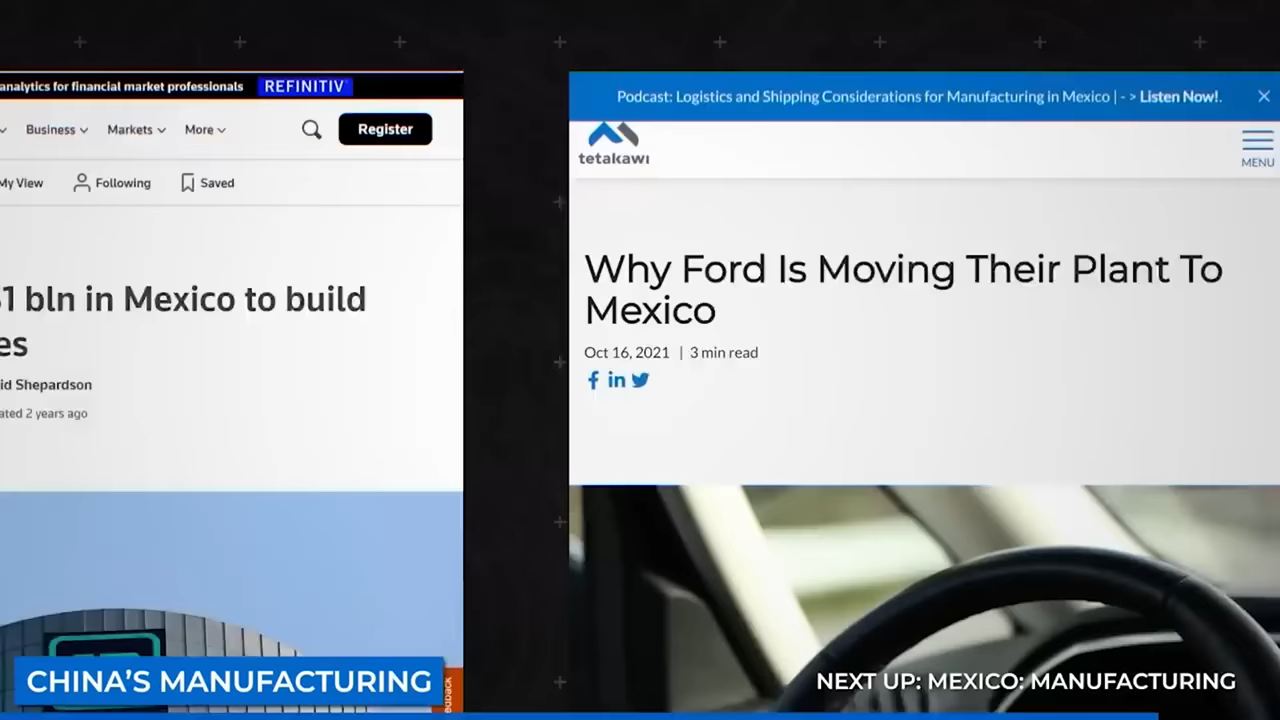 analytics for financial market professionals REFINITIV
Business Markets More Register
My View Following Saved
$1 bln in Mexico to build
es
id Shepardson
ated 2 years ago
CHINA'S MANUFACTURING
Podcast: Logistics and Shipping Considerations for Manufacturing in Mexico | - > Listen Now!.
tetakawi
MENU
Why Ford Is Moving Their Plant To
Mexico
Oct 16, 2021 | 3 min read
NEXT UP: MEXICO: MANUFACTURING